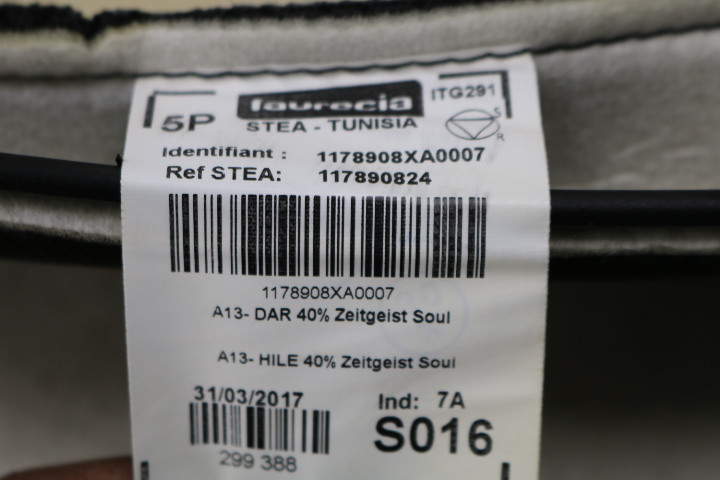 5P faurecia ITG291
STEA - TUNISIA
S
R
Identifiant : 1178908XA0007
Ref STEA: 117890824
1178908XA0007
A13- DAR 40% Zeitgeist Soul
A13- HILE 40% Zeitgeist Soul
31/03/2017 Ind: 7A
S016
299 388